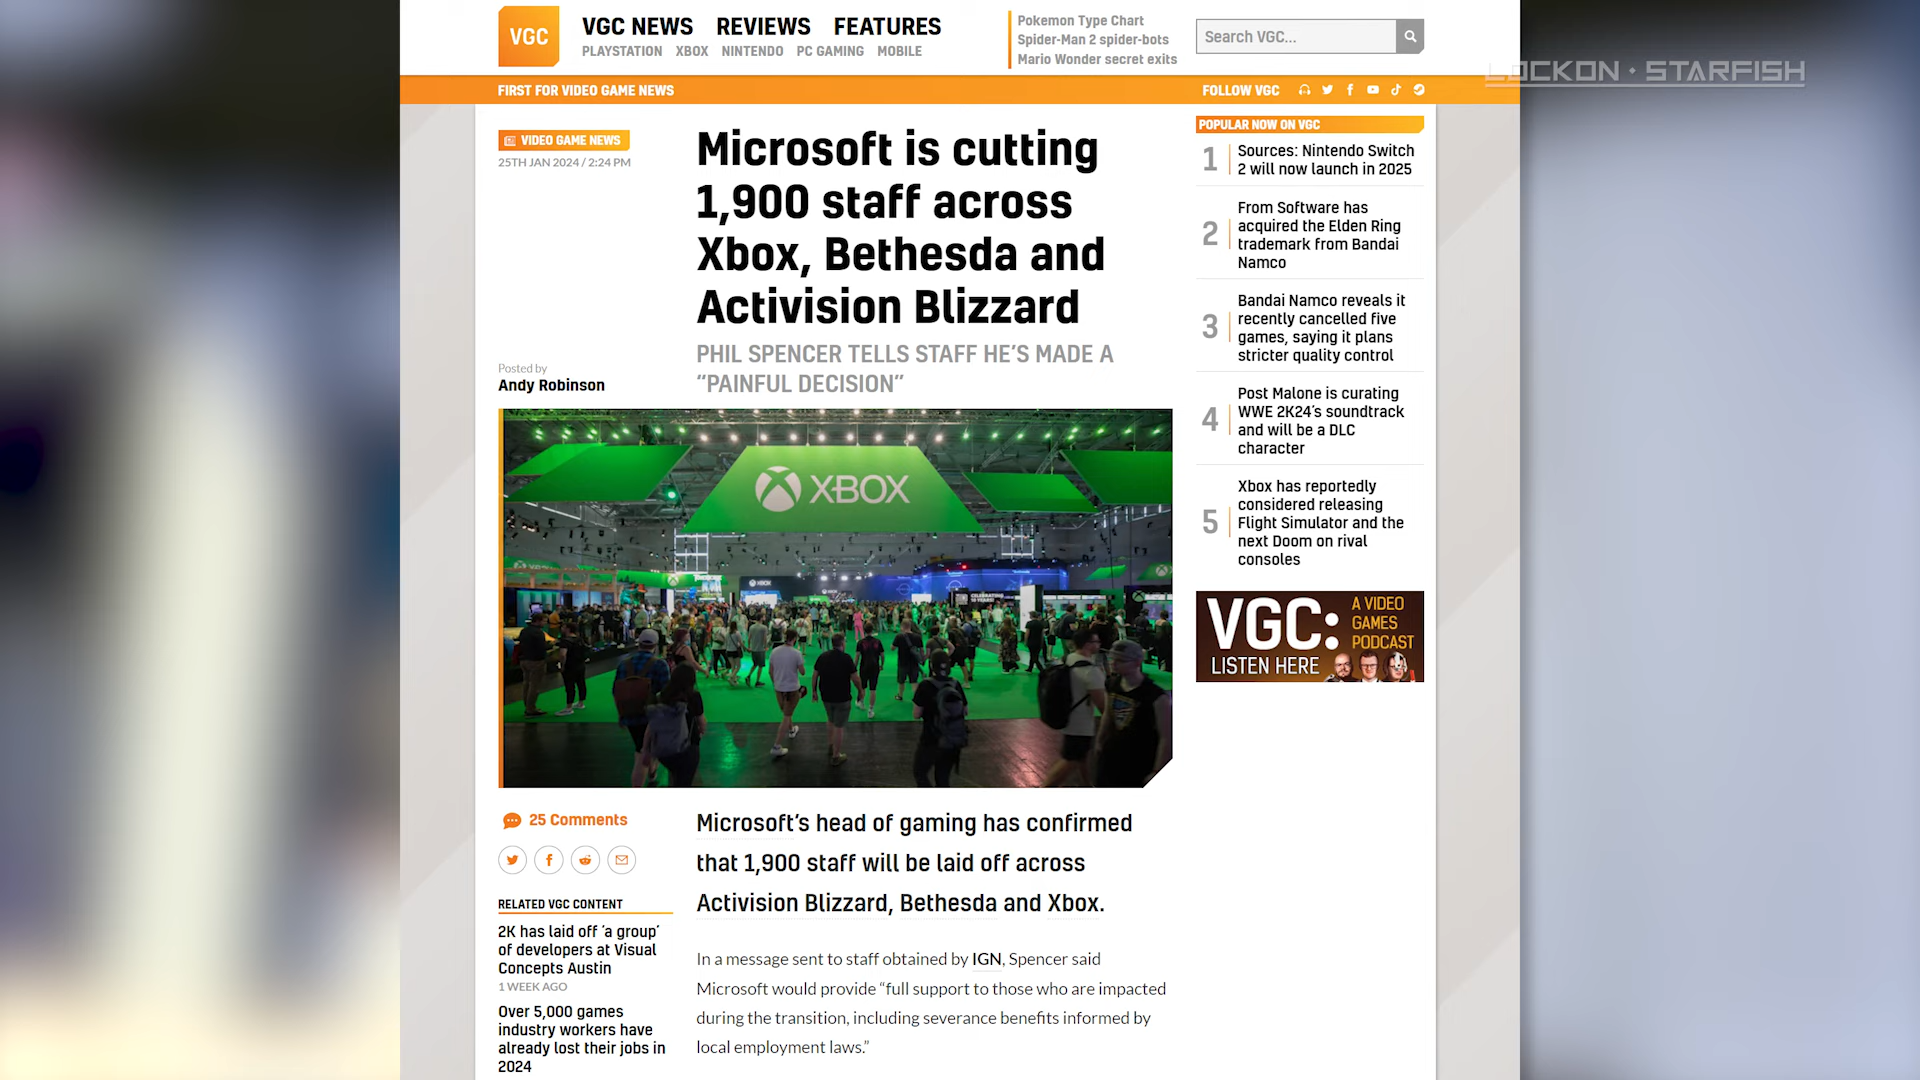 VGC
VGC NEWS REVIEWS FEATURES
PLAYSTATION XBOX NINTENDO PC GAMING MOBILE
Pokemon Type Chart
Spider-Man 2 spider-bots
Mario Wonder secret exits
Search VGC...
LOCKON · STARFISH
FIRST FOR VIDEO GAME NEWS
FOLLOW VGC
VIDEO GAME NEWS
25TH JAN 2024 / 2:24 PM
Posted by
Andy Robinson
Microsoft is cutting
1,900 staff across
Xbox, Bethesda and
Activision Blizzard
PHIL SPENCER TELLS STAFF HE’S MADE A
“PAINFUL DECISION”
XBOX
XBOX
25 Comments
RELATED VGC CONTENT
2K has laid off ‘a group’
of developers at Visual
Concepts Austin
1 WEEK AGO
Over 5,000 games
industry workers have
already lost their jobs in
2024
Microsoft’s head of gaming has confirmed
that 1,900 staff will be laid off across
Activision Blizzard, Bethesda and Xbox.
In a message sent to staff obtained by IGN, Spencer said
Microsoft would provide “full support to those who are impacted
during the transition, including severance benefits informed by
local employment laws.”
POPULAR NOW ON VGC
1
Sources: Nintendo Switch
2 will now launch in 2025
2
From Software has
acquired the Elden Ring
trademark from Bandai
Namco
3
Bandai Namco reveals it
recently cancelled five
games, saying it plans
stricter quality control
4
Post Malone is curating
WWE 2K24’s soundtrack
and will be a DLC
character
5
Xbox has reportedly
considered releasing
Flight Simulator and the
next Doom on rival
consoles
VGC:
A VIDEO
GAMES
PODCAST
LISTEN HERE